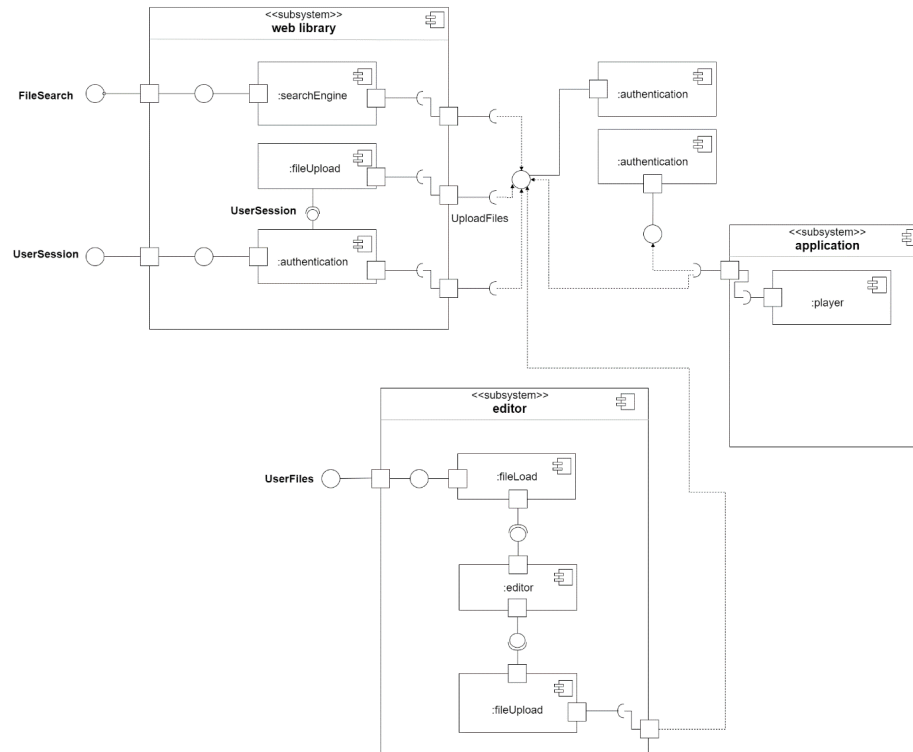 <<subsystem>>
web library
FileSearch
:searchEngine
:fileUpload
UserSession
UserSession
:authentication
UploadFiles
:authentication
:authentication
<<subsystem>>
application
:player
<<subsystem>>
editor
UserFiles
:fileLoad
:editor
:fileUpload